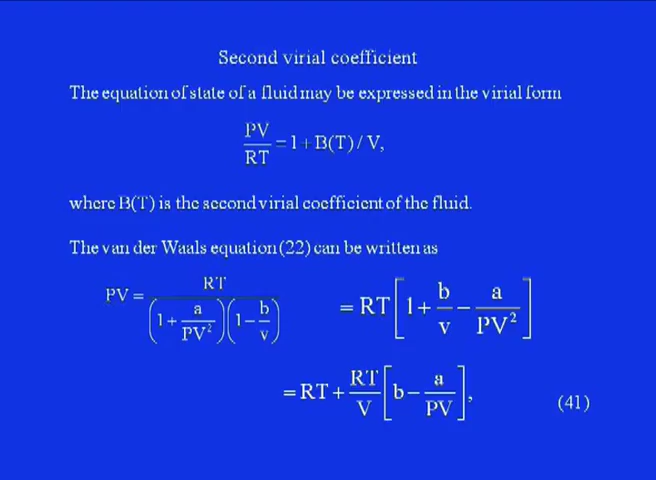 Second virial coefficient
The equation of state of a fluid may be expressed in the virial form
PV/RT = 1 + B(T) / V,
where B(T) is the second virial coefficient of the fluid.
The van der Waals equation (22) can be written as
PV = RT / (1 + a/PV²)(1 − b/v) = RT[1 + b/v − a/PV²]
= RT + RT/V [b − a/PV], (41)